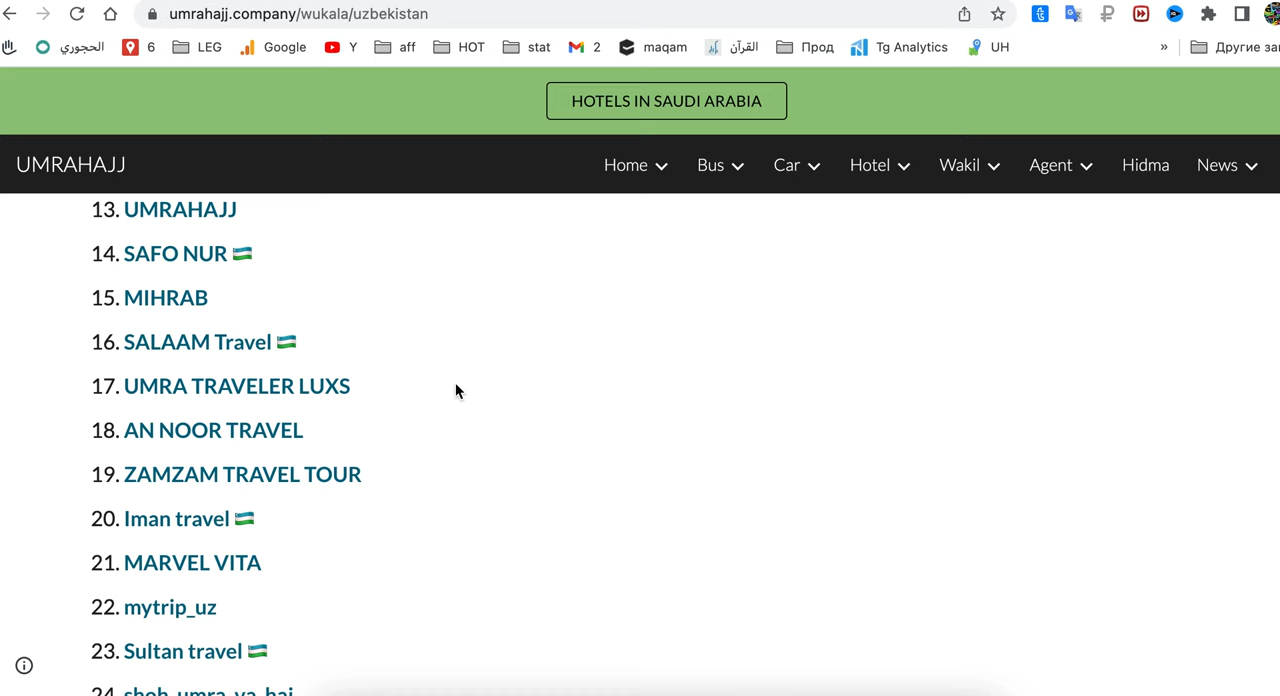 umrahajj.company/wukala/uzbekistan
الحجوري 6 LEG Google Y aff HOT stat 2 maqam القرآن Прод Tg Analytics UH » Другие за
HOTELS IN SAUDI ARABIA
UMRAHAJJ Home Bus Car Hotel Wakil Agent Hidma News
13. UMRAHAJJ
14. SAFO NUR
15. MIHRAB
16. SALAAM Travel
17. UMRA TRAVELER LUXS
18. AN NOOR TRAVEL
19. ZAMZAM TRAVEL TOUR
20. Iman travel
21. MARVEL VITA
22. mytrip_uz
23. Sultan travel
24. shoh_umra_va_haj